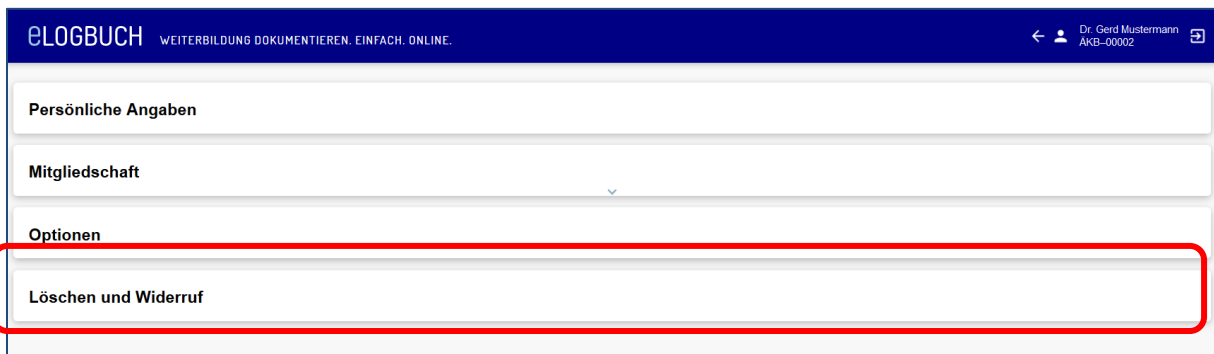 eLOGBUCH WEITERBILDUNG DOKUMENTIEREN. EINFACH. ONLINE.
Dr. Gerd Mustermann
ÄKB–00002
Persönliche Angaben
Mitgliedschaft
Optionen
Löschen und Widerruf